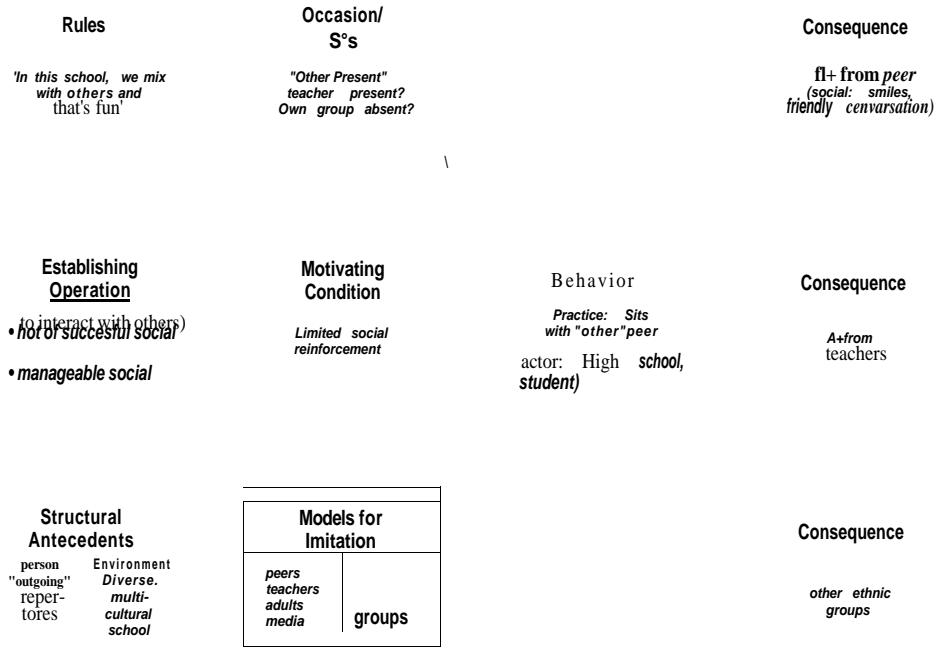 Rules
'In this school, we mix
with others and
that's fun'
Occasion/
S°s
"Other Present"
teacher present?
Own group absent?
Consequence
fl+ from peer
(social: smiles,
friendly cenvarsation)
\
Establishing
Operation
to interact with others)
• hot of succesful social
• manageable social
Motivating
Condition
Limited social
reinforcement
Behavior
Practice: Sits
with "other"peer
actor: High school,
student)
Consequence
A+from
teachers
Structural
Antecedents
person
"outgoing"
reper-
tores
Environment
Diverse.
multi-
cultural
school
Models for
Imitation
peers
teachers
adults
media
groups
Consequence
other ethnic
groups